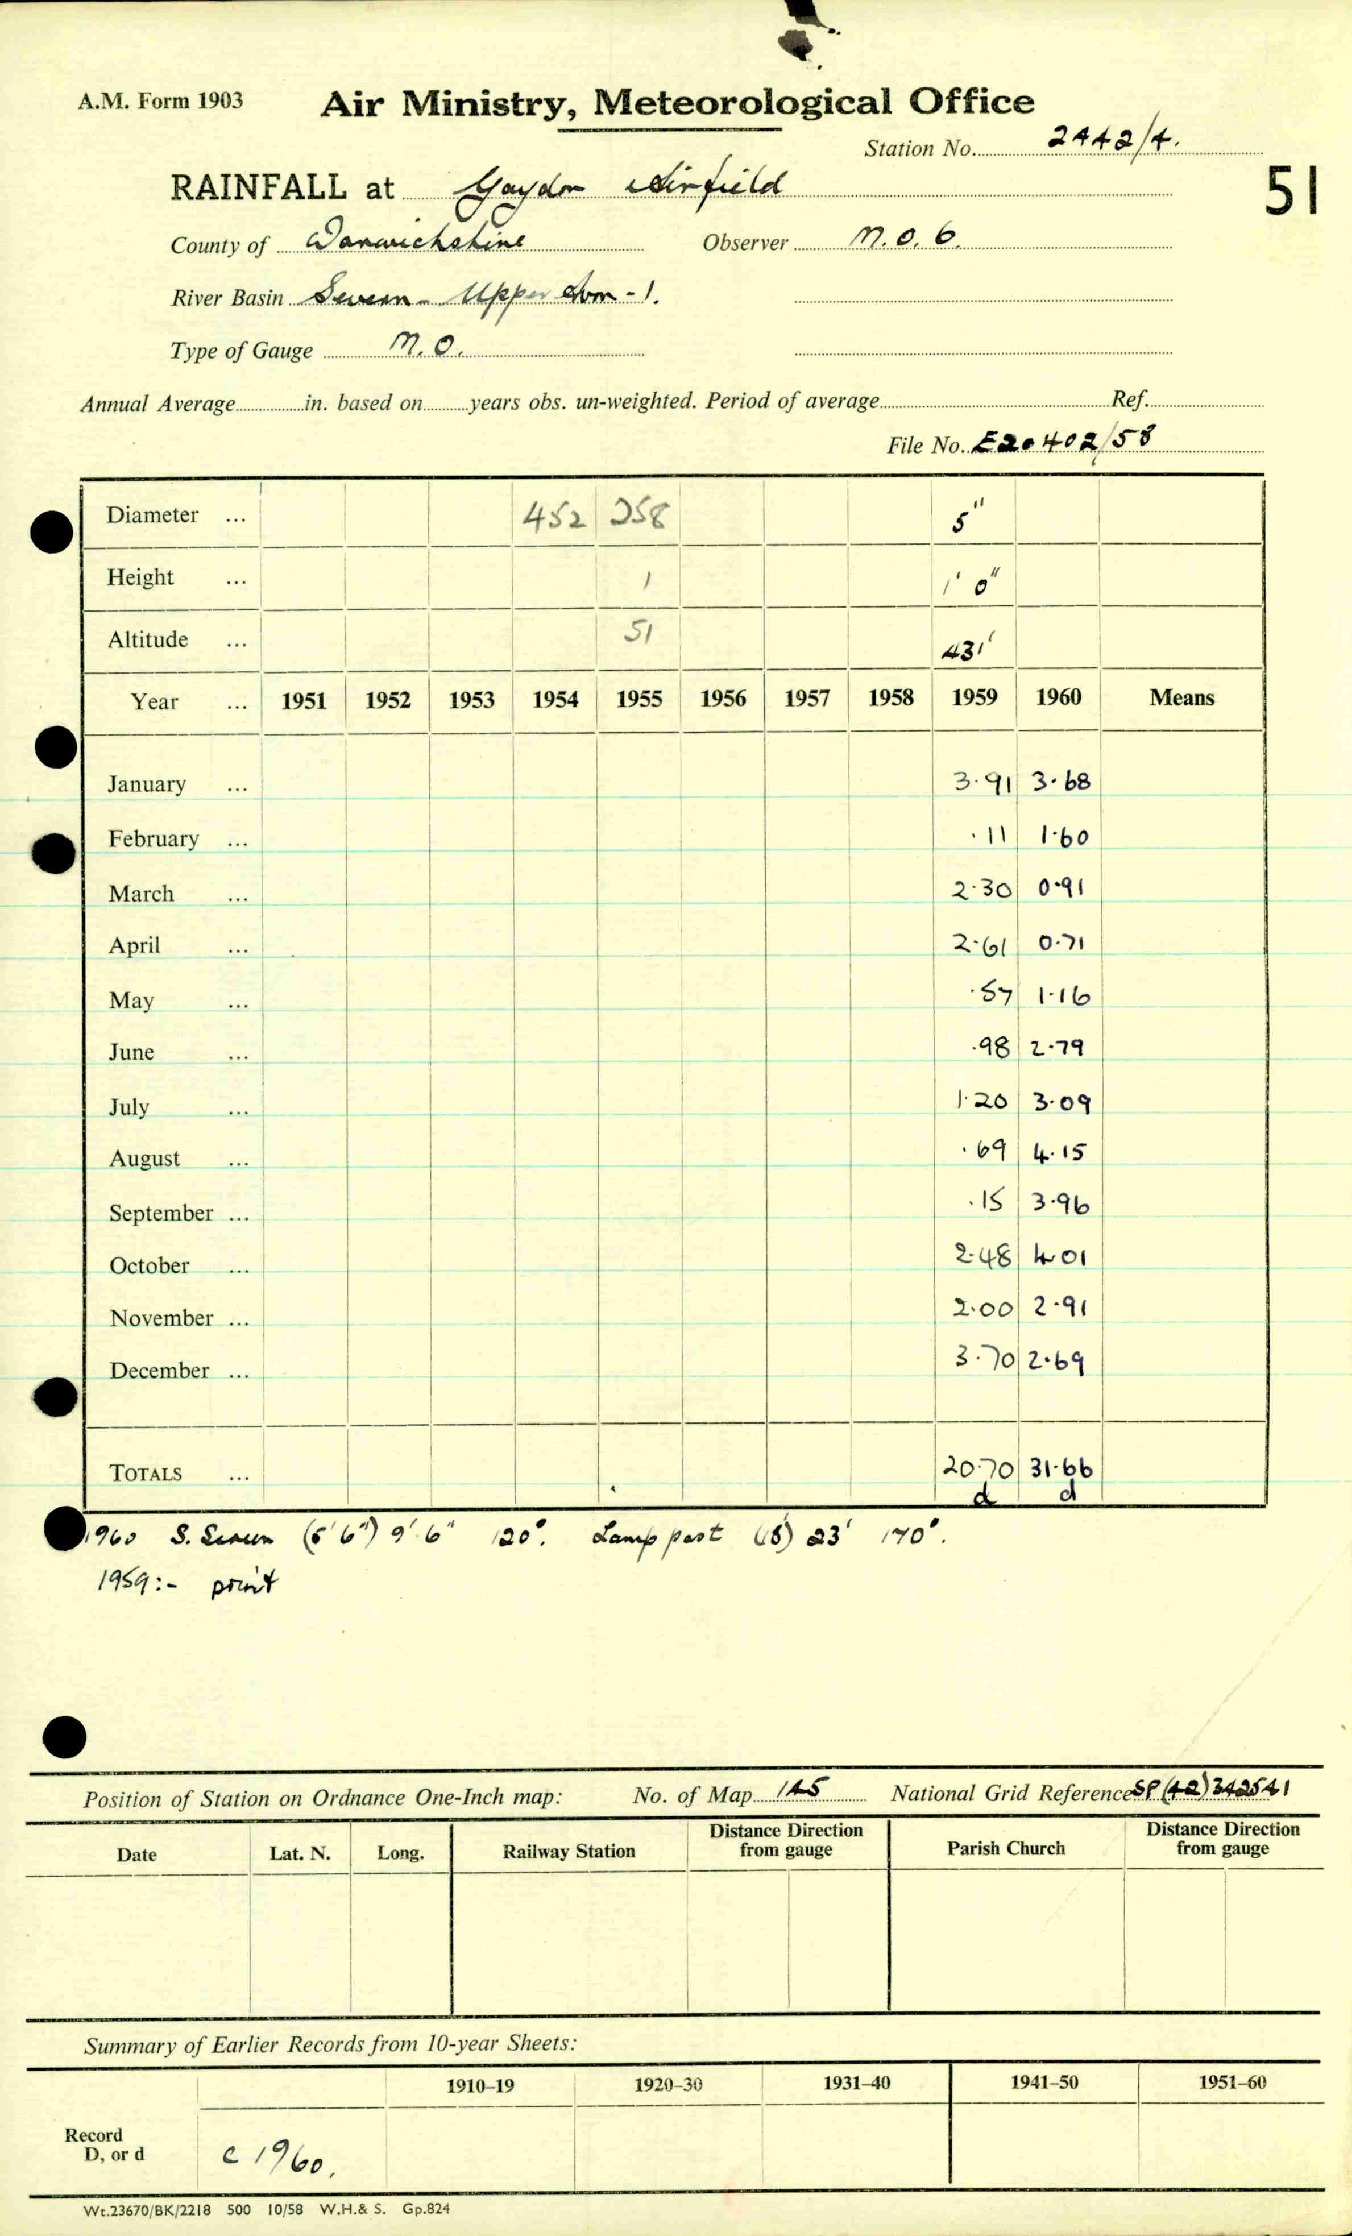 A.M. Form 1903
Air Ministry, Meteorological Office
Station No. 2442/4.
51
RAINFALL at Gaydon Airfield
County of Warwickshire Observer M.O.6.
River Basin Severn - Upper Avon - 1.
Type of Gauge M.O.
Annual Average in. based on years obs. un-weighted. Period of average Ref.
File No. E20402/58
Diameter ... 452 258 5"
Height ... 1 1' 0"
Altitude ... 51 431'
Year ... 1951 1952 1953 1954 1955 1956 1957 1958 1959 1960 Means
January ... 3.91 3.68
February ... .11 1.60
March ... 2.30 0.91
April ... 2.61 0.71
May ... .57 1.16
June ... .98 2.79
July ... 1.20 3.09
August ... .69 4.15
September ... .15 3.96
October ... 2.48 4.01
November ... 2.00 2.91
December ... 3.70 2.69
TOTALS ... 20.70 31.66
d d
1960 S. Screen (5'6") 9'6" 120°. Lamp post (15') 23' 170°.
1959:- print
Position of Station on Ordnance One-Inch map: No. of Map 145 National Grid Reference SP(42)342541
Date Lat. N. Long. Railway Station Distance Direction from gauge Parish Church Distance Direction from gauge
Summary of Earlier Records from 10-year Sheets:
1910–19 1920–30 1931–40 1941–50 1951–60
Record
D, or d c 1960.
Wt.23670/BK/2218 500 10/58 W.H.& S. Gp.824